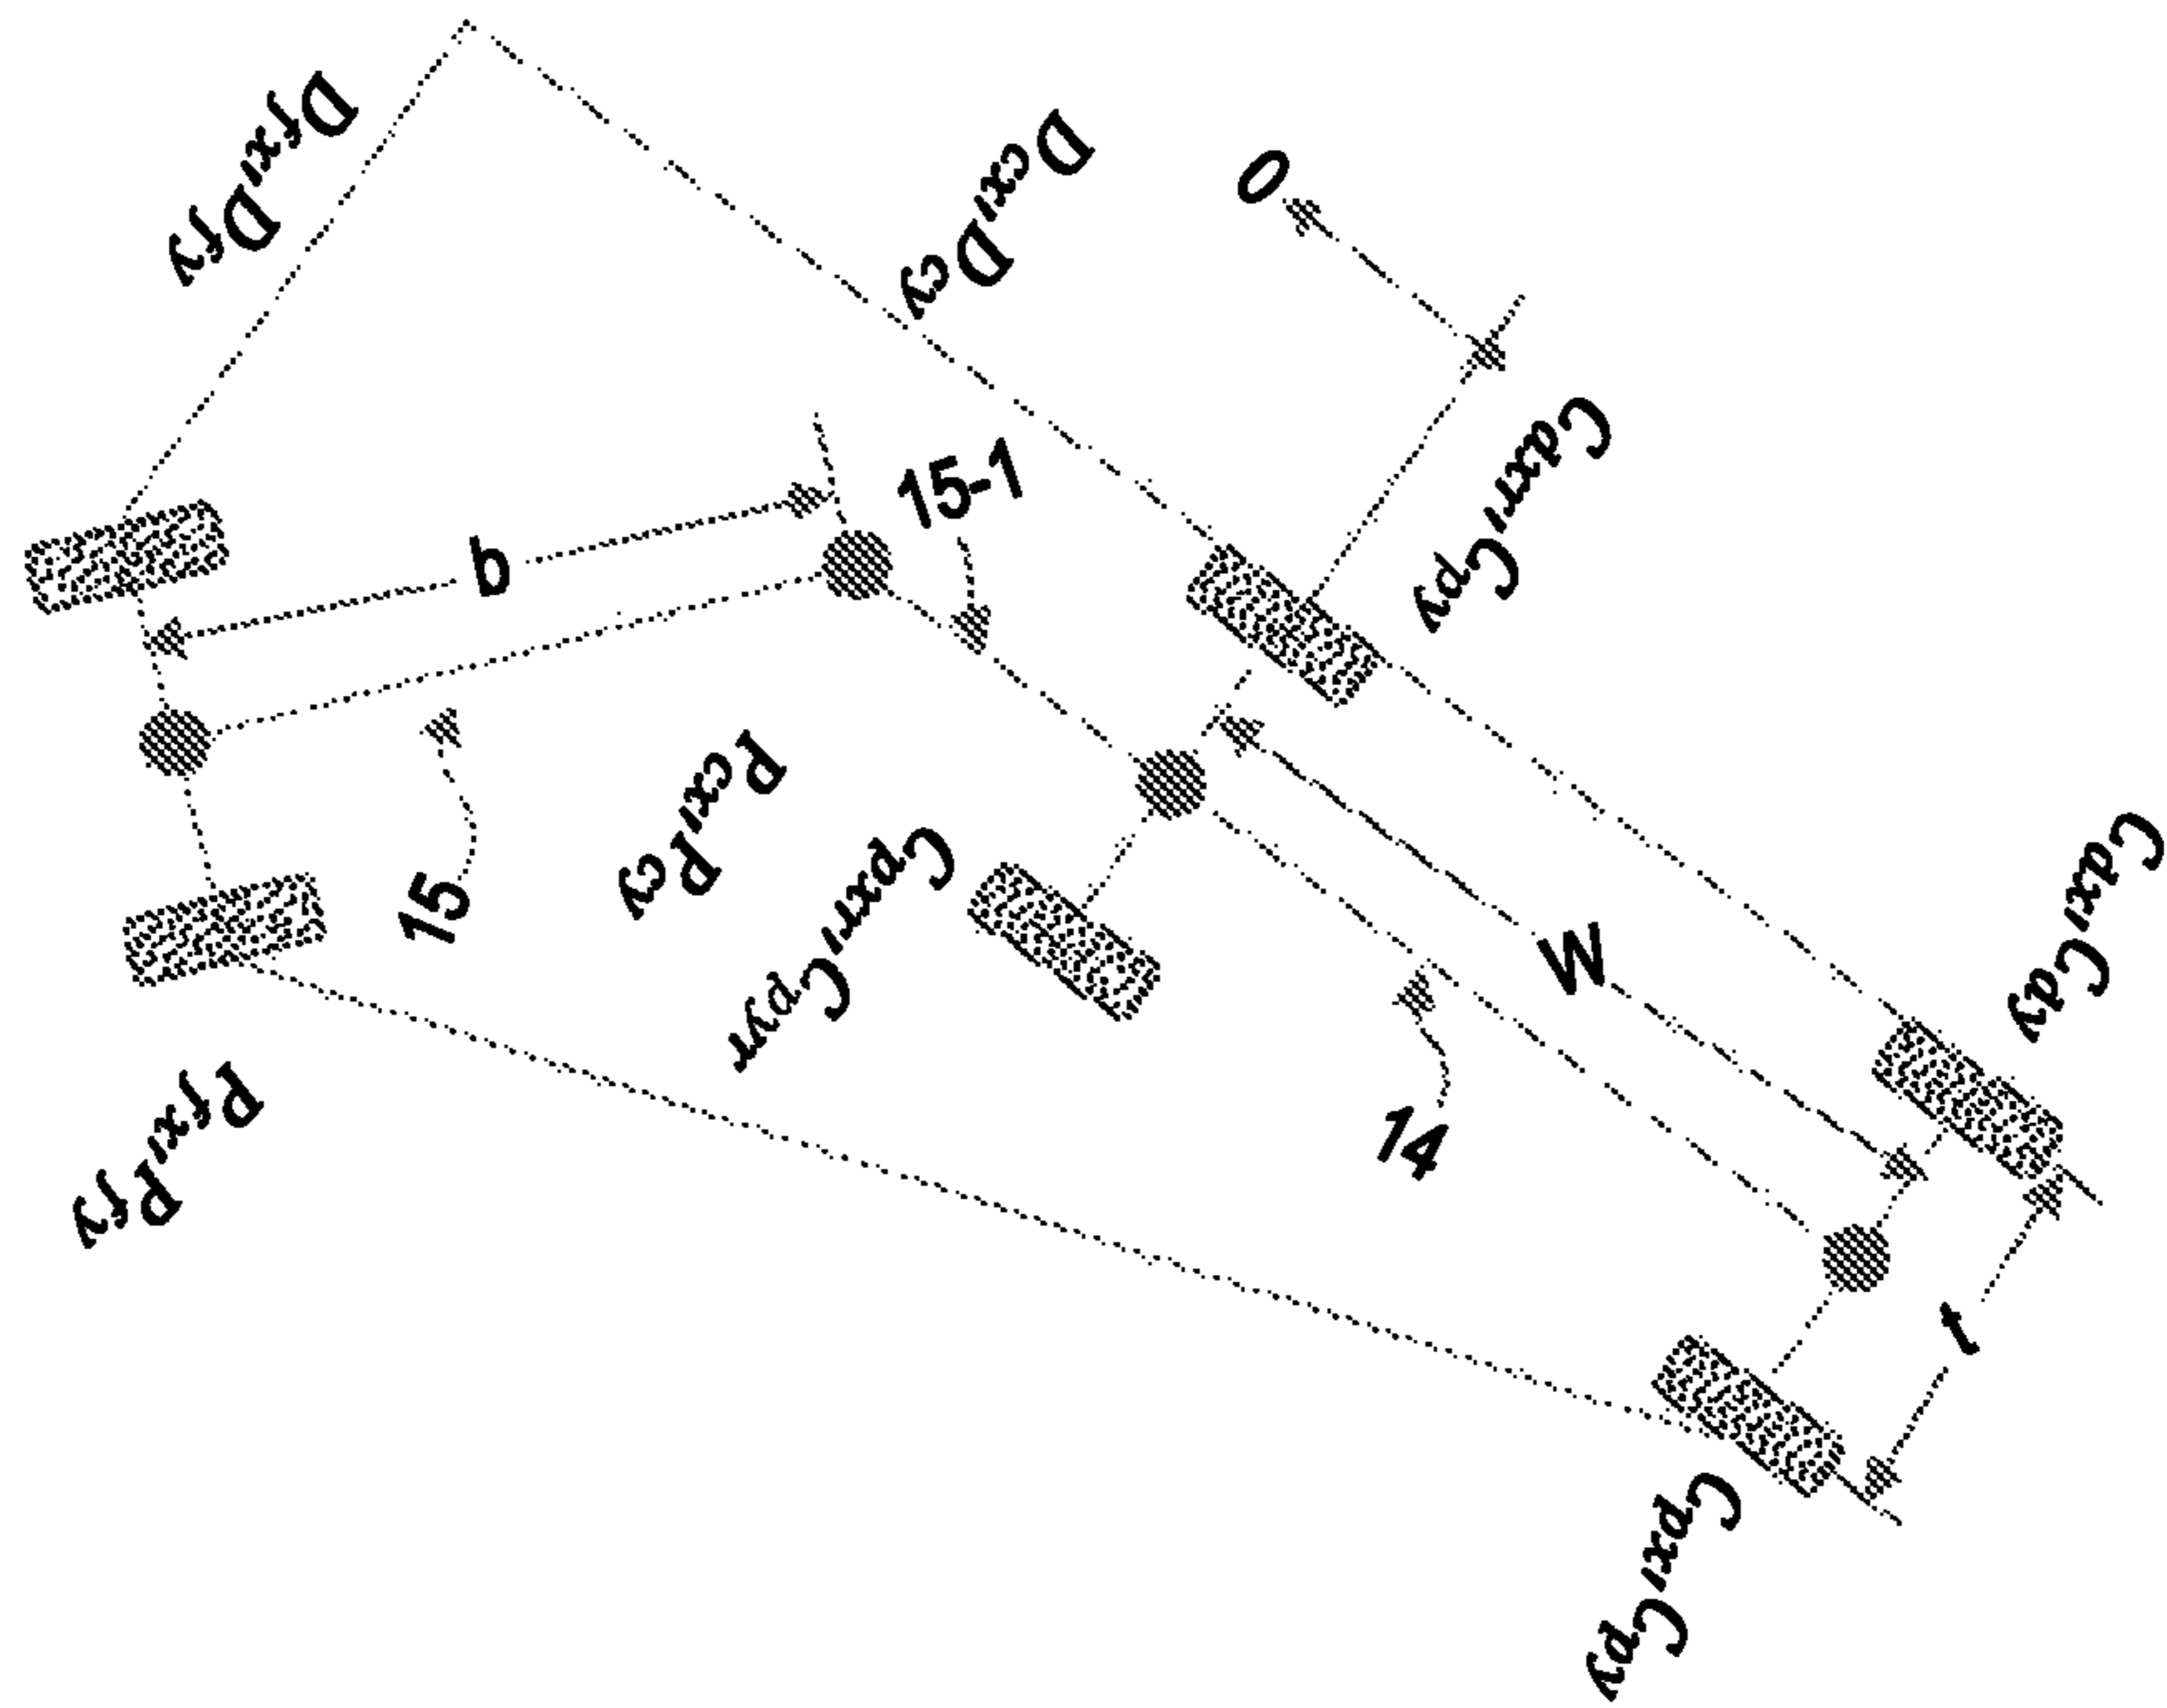 Dfx,Dfy
Dcx,Dcy
o
15-1
Cdxr,Cpy
b
Pcx,Pcy
15
Cpxr,Cpyr
W
Cdx,Cdy
Pfx,Pfy
14
t
Cpx,Cpy